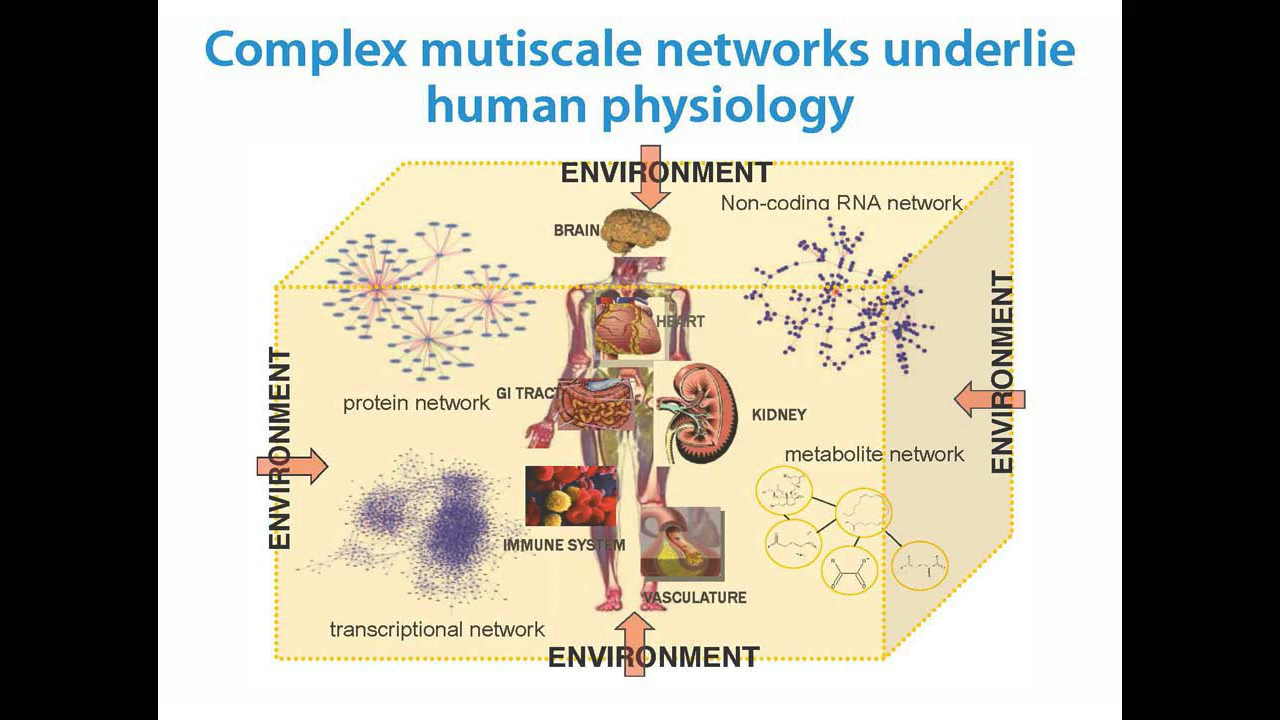 Complex mutiscale networks underlie
human physiology
ENVIRONMENT
Non-coding RNA network
BRAIN
HEART
ENVIRONMENT
ENVIRONMENT
GI TRACT
protein network
KIDNEY
metabolite network
IMMUNE SYSTEM
VASCULATURE
transcriptional network
ENVIRONMENT